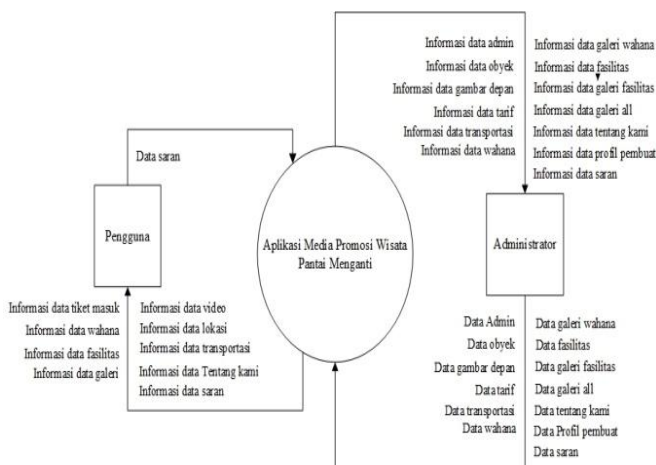 Informasi data admin
Informasi obyek
Informasi data gambar depan
Informasi data tarif
Informasi data transportasi
Informasi data wahana
Informasi data galeri wahana
Informasi data fasilitas
Informasi data galeri fasilitas
Informasi data galeri all
Informasi data tentang kami
Informasi data profil pembuat
Informasi data saran
Data saran
Pengguna
Aplikasi Media Promosi Wisata
Pantai Menganti
Administrator
Informasi data tiket masuk
Informasi data wahana
Informasi data fasilitas
Informasi data galeri
Informasi data video
Informasi data lokasi
Informasi data transportasi
Informasi data Tentang kami
Informasi data saran
Data Admin
Data obyek
Data gambar depan
Data tarif
Data transportasi
Data wahana
Data galeri wahana
Data fasilitas
Data galeri fasilitas
Data galeri all
Data tentang kami
Data Profil pembuat
Data saran